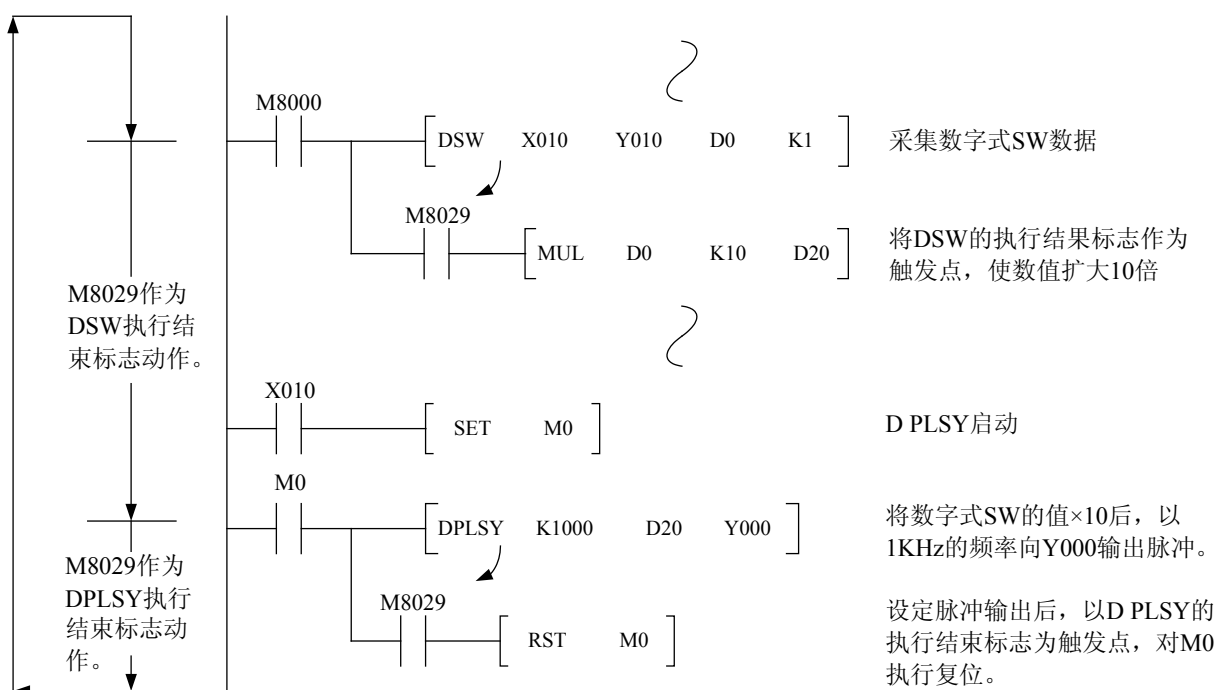 M8000
DSW X010 Y010 D0 K1
采集数字式SW数据
M8029
MUL D0 K10 D20
将DSW的执行结果标志作为
触发点，使数值扩大10倍
M8029作为
DSW执行结
束标志动作。
X010
SET M0
D PLSY启动
M0
DPLSY K1000 D20 Y000
将数字式SW的值×10后，以
1KHz的频率向Y000输出脉冲。
M8029作为
DPLSY执行
结束标志动
作。
M8029
RST M0
设定脉冲输出后，以D PLSY的
执行结束标志为触发点，对M0
执行复位。